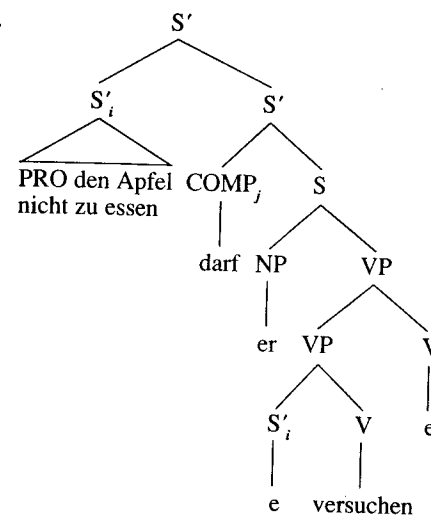 S′
S′i S′
PRO den Apfel COMPj S
nicht zu essen
darf NP VP
er VP V
S′i V e
e versuchen